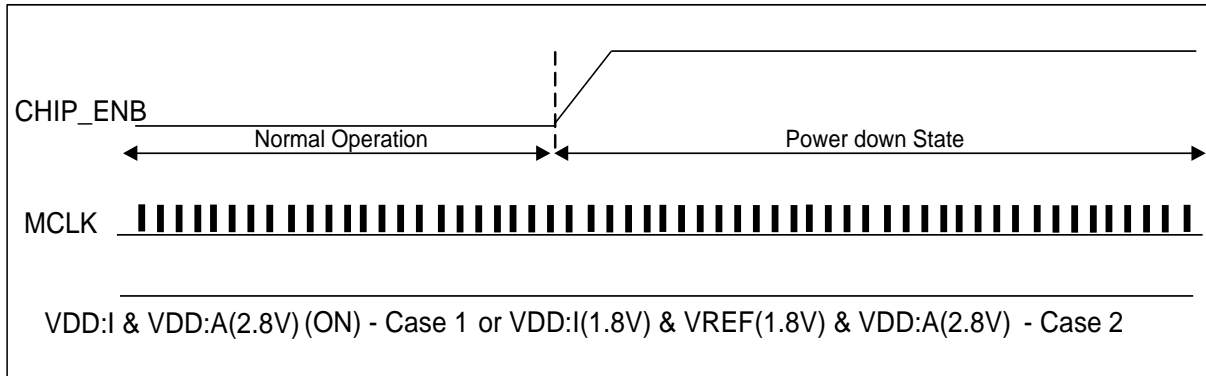 CHIP_ENB
Normal Operation
Power down State
MCLK
VDD:I & VDD:A(2.8V) (ON) - Case 1 or VDD:I(1.8V) & VREF(1.8V) & VDD:A(2.8V) - Case 2